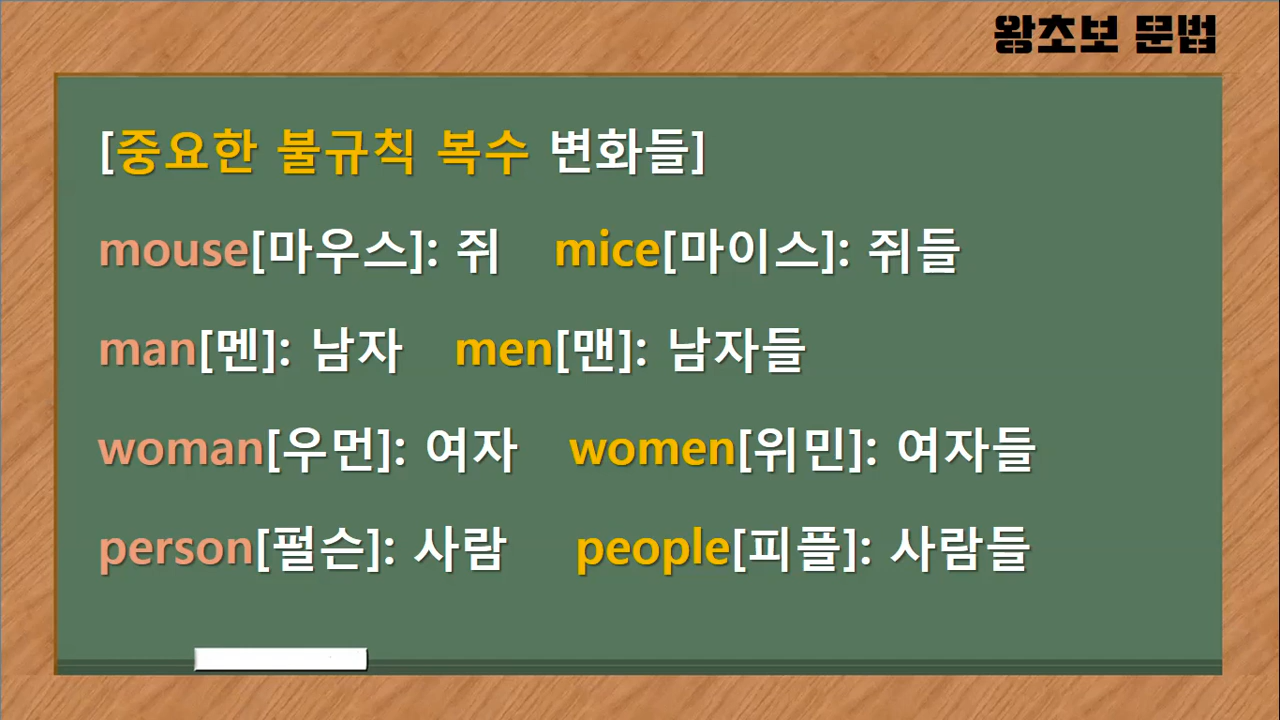 왕초보 문법
[중요한 불규칙 복수 변화들]
mouse[마우스]: 쥐 mice[마이스]: 쥐들
man[멘]: 남자 men[맨]: 남자들
woman[우먼]: 여자 women[위민]: 여자들
person[펄슨]: 사람 people[피플]: 사람들